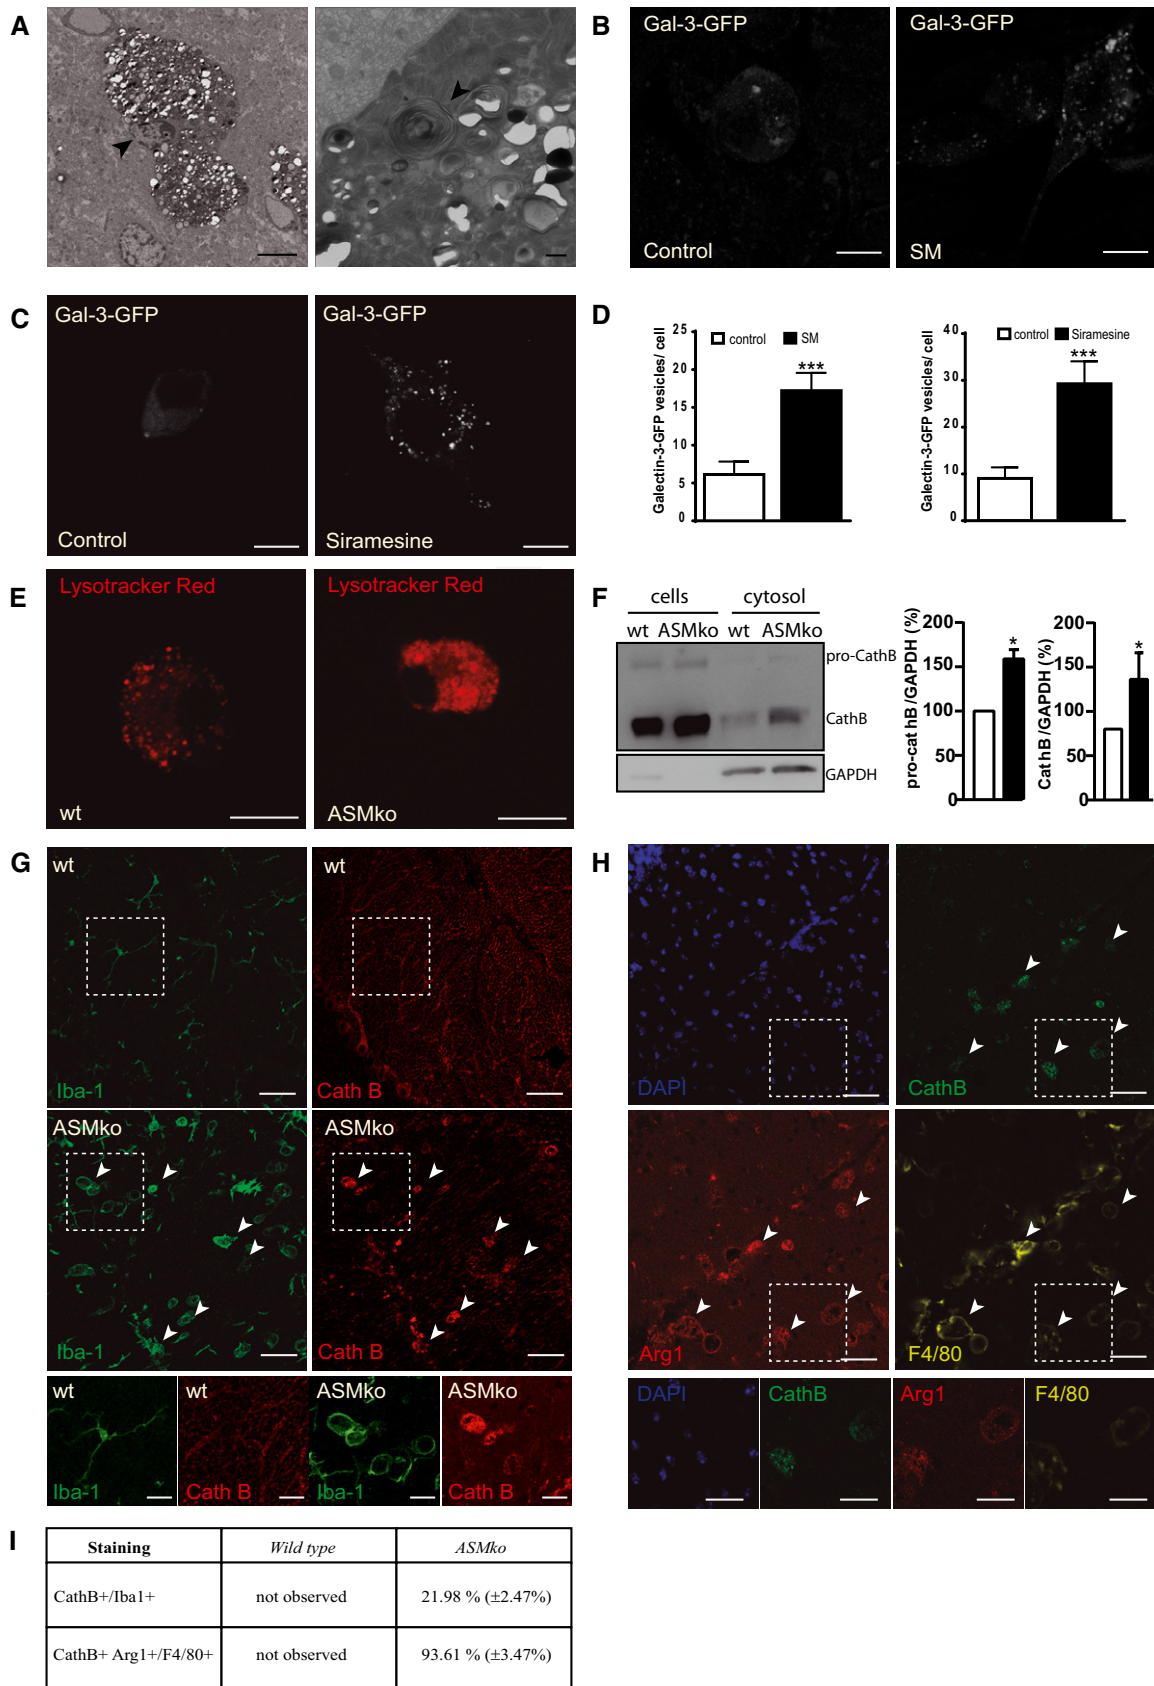 A
B
Gal-3-GFP
Gal-3-GFP
Control
SM
C
Gal-3-GFP
Gal-3-GFP
Control
Siramesine
D
Galectin-3-GFP vesicles/ cell
25
20
15
10
5
0
control
SM
***
Galectin-3-GFP vesicles/ cell
40
30
20
10
0
control
Siramesine
***
E
Lysotracker Red
Lysotracker Red
wt
ASMko
F
cells
cytosol
wt ASMko wt ASMko
pro-CathB
CathB
GAPDH
pro-cat hB /GAPDH (%)
200
150
100
50
0
*
Cat hB /GAPDH (%)
200
150
100
50
0
*
G
wt
wt
Iba-1
Cath B
ASMko
ASMko
Iba-1
Cath B
wt
wt
ASMko
ASMko
Iba-1
Cath B
Iba-1
Cath B
H
DAPI
CathB
Arg1
F4/80
DAPI
CathB
Arg1
F4/80
I
Staining Wild type ASMko
CathB+/Iba1+ not observed 21.98 % (±2.47%)
CathB+ Arg1+/F4/80+ not observed 93.61 % (±3.47%)